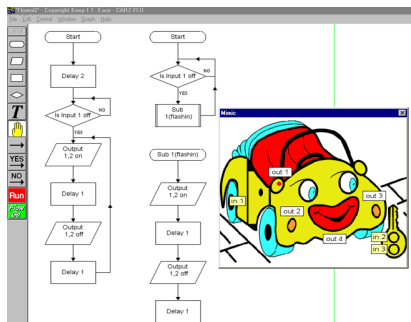 "Flowol2" - Copyright Keep I.T. Easy - CAR2.FLO
File Edit Control Window Graph Help
T
YES
NO
Run
Start
Delay 2
Is Input 1 off
NO
YES
Output
1,2 on
Delay 1
Output
1,2 off
Delay 1
Start
Is Input 1 off
NO
YES
Sub
1(flashin)
Sub 1(flashin)
Output
1,2 on
Delay 1
Output
1,2 off
Delay 1
Mimic
out 1
in 1
out 2
out 3
out 4
in 2
in 3